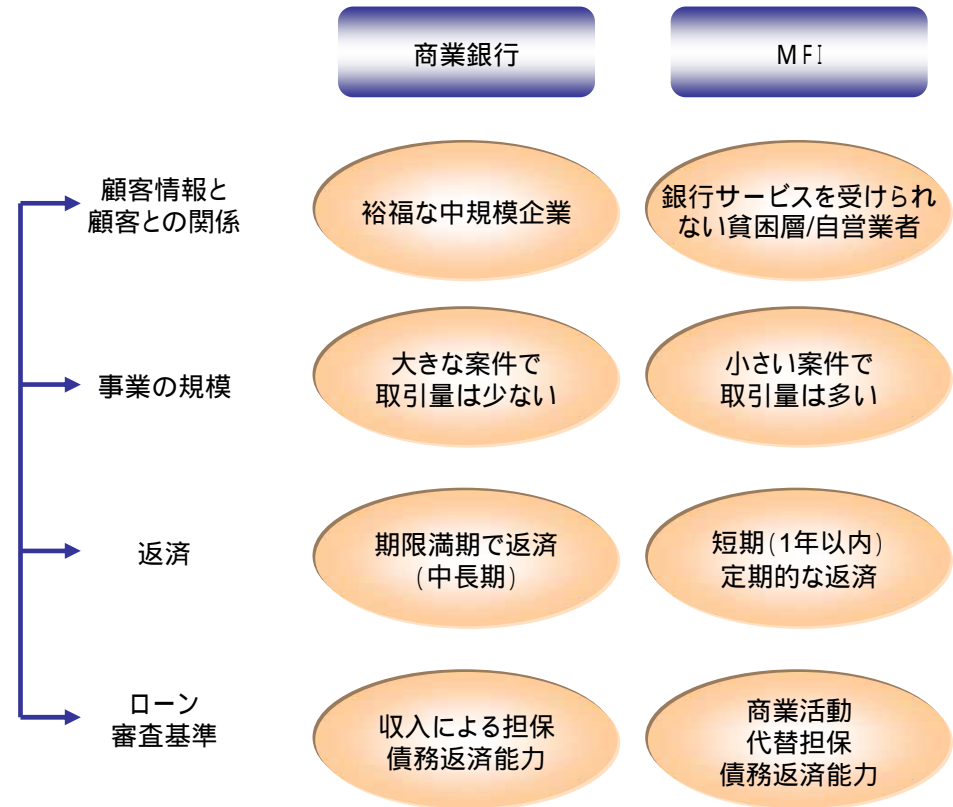 商業銀行
MFI
顧客情報と
顧客との関係
裕福な中規模企業
銀行サービスを受けられ
ない貧困層/自営業者
事業の規模
大きな案件で
取引量は少ない
小さい案件で
取引量は多い
返済
期限満期で返済
(中長期)
短期(1年以内)
定期的な返済
ローン
審査基準
収入による担保
債務返済能力
商業活動
代替担保
債務返済能力